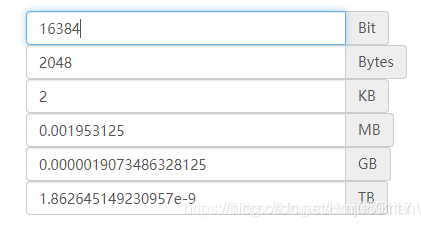 16384 Bit
2048 Bytes
2 KB
0.001953125 MB
0.0000019073486328125 GB
1.862645149230957e-9 TB